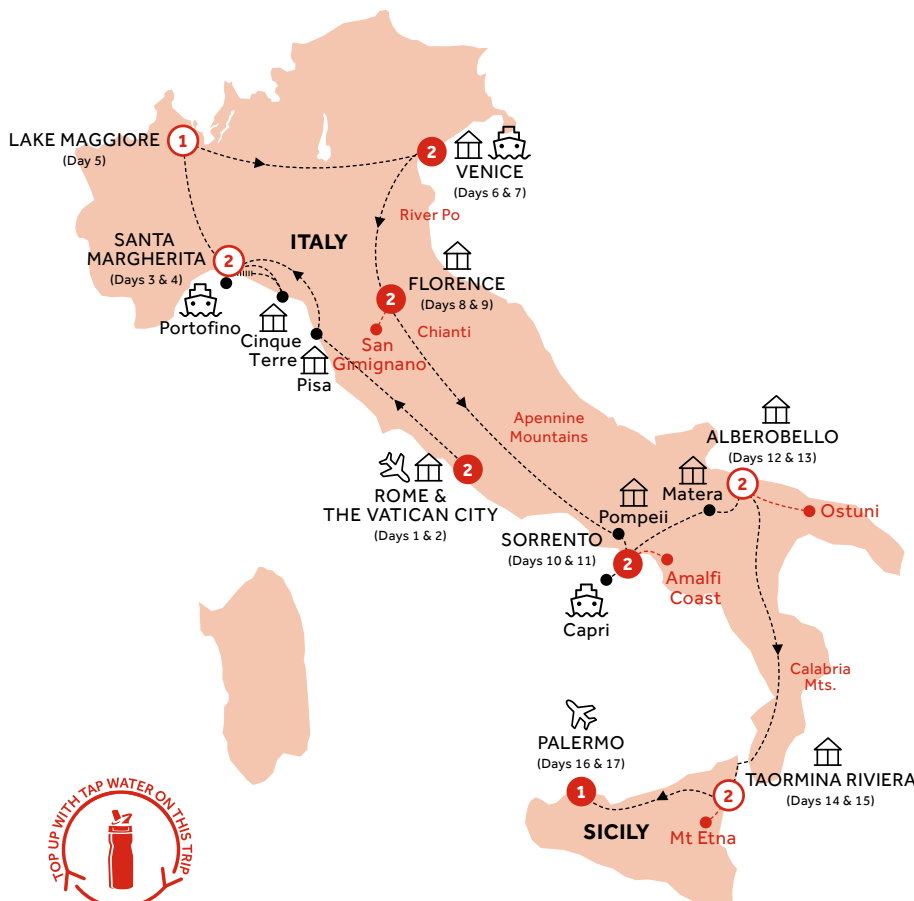 LAKE MAGGIORE
(Day 5)
1
2
VENICE
(Days 6 & 7)
River Po
ITALY
SANTA
MARGHERITA
(Days 3 & 4)
2
Portofino
Cinque
Terre
Pisa
FLORENCE
(Days 8 & 9)
2
Chianti
San
Gimignano
Apennine
Mountains
2
ROME &
THE VATICAN CITY
(Days 1 & 2)
ALBEROBELLO
(Days 12 & 13)
2
Matera
Ostuni
Pompeii
SORRENTO
(Days 10 & 11)
2
Amalfi
Coast
Capri
Calabria
Mts.
PALERMO
(Days 16 & 17)
1
TAORMINA RIVIERA
(Days 14 & 15)
2
SICILY
Mt Etna
TOP UP WITH TAP WATER ON THIS TRIP